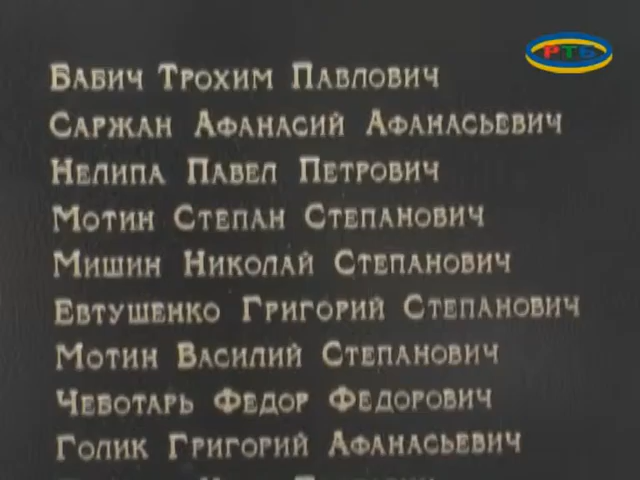 РТБ
Бабич Трохим Павлович
Саржан Афанасий Афанасьевич
Нелипа Павел Петрович
Мотин Степан Степанович
Мишин Николай Степанович
Евтушенко Григорий Степанович
Мотин Василий Степанович
Чеботарь Федор Федорович
Голик Григорий Афанасьевич